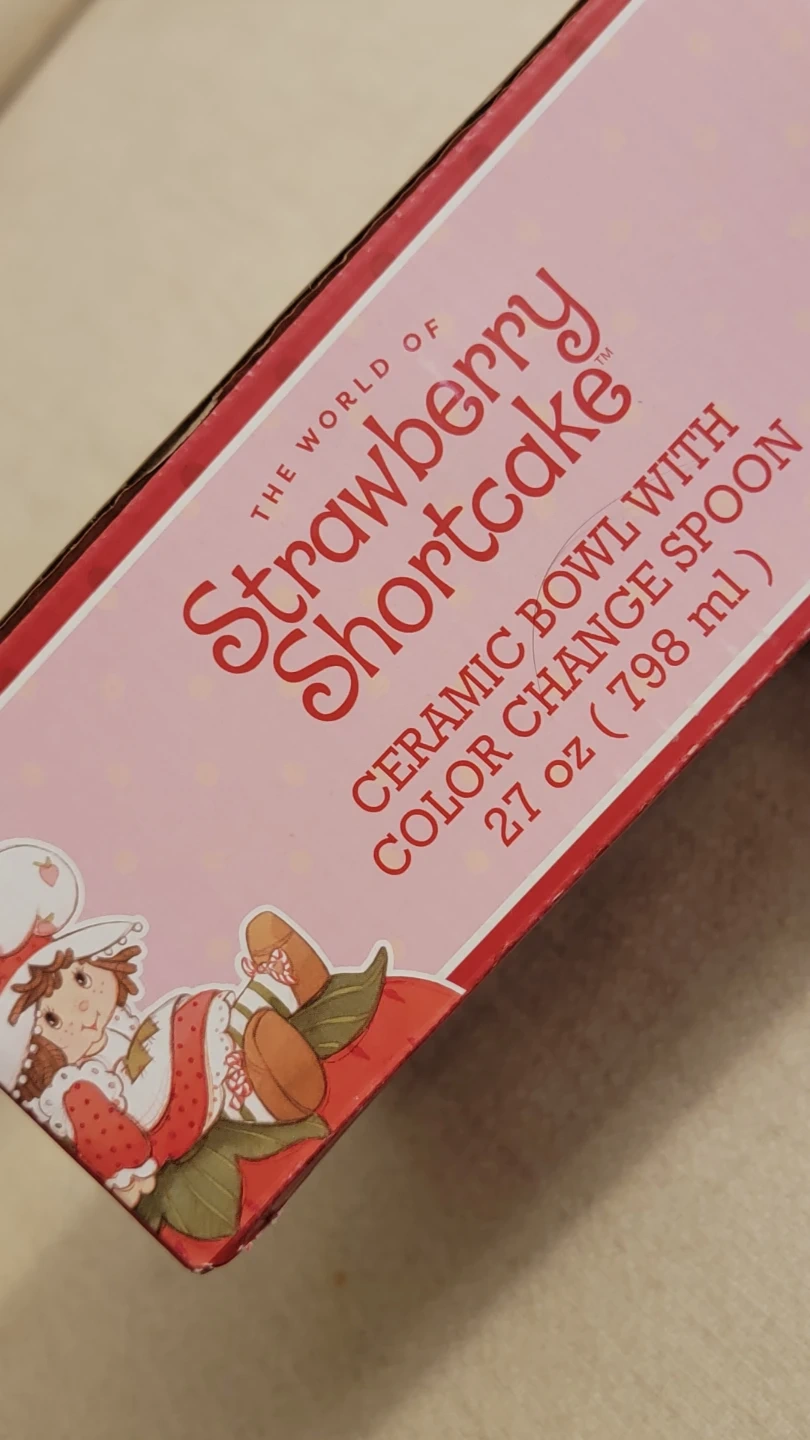 THE WORLD OF
Strawberry
Shortcake™
CERAMIC BOWL WITH
COLOR CHANGE SPOON
27 oz ( 798 ml )